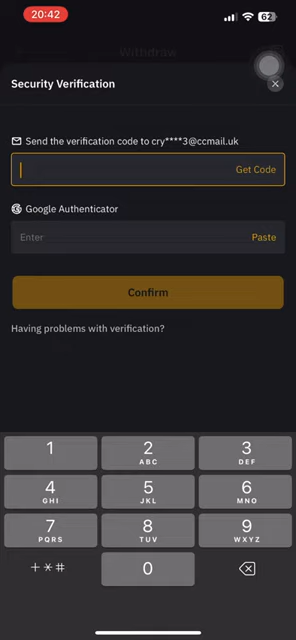 20:42
62
Withdraw
Security Verification
Send the verification code to cry****3@ccmail.uk
Get Code
Google Authenticator
Enter
Paste
Confirm
Having problems with verification?
1
2 ABC
3 DEF
4 GHI
5 JKL
6 MNO
7 PQRS
8 TUV
9 WXYZ
+*#
0